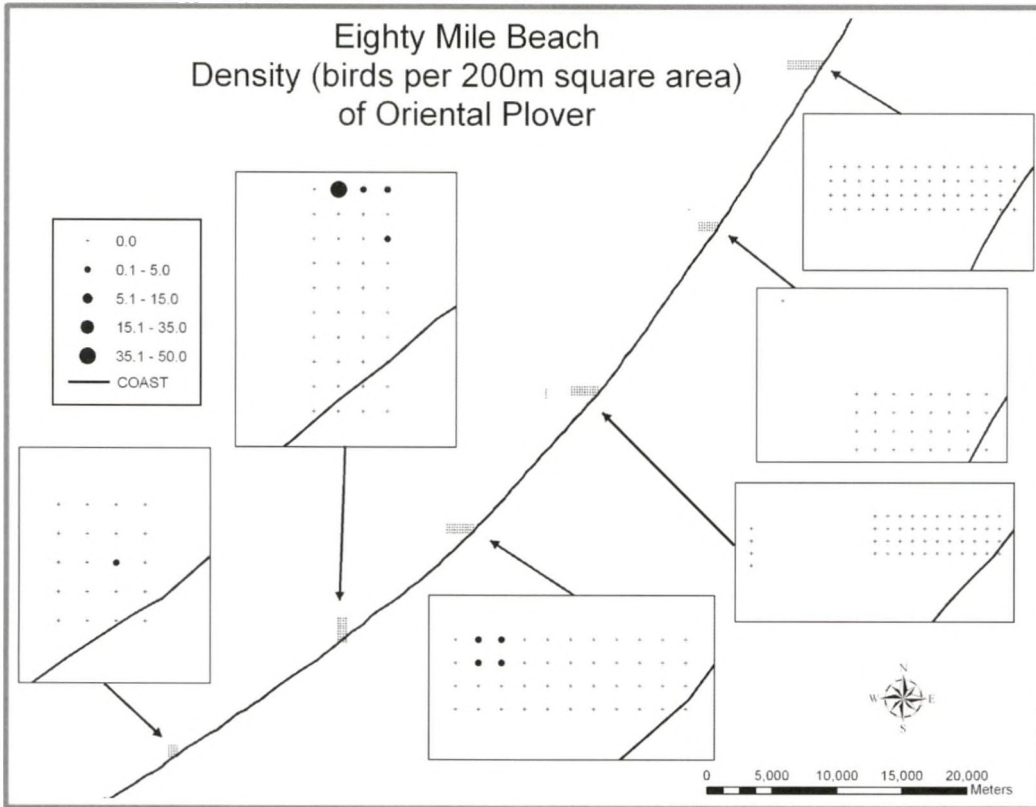 Eighty Mile Beach
Density (birds per 200m square area)
of Oriental Plover
0.0
0.1 - 5.0
5.1 - 15.0
15.1 - 35.0
35.1 - 50.0
COAST
N
W E
S
0 5,000 10,000 15,000 20,000
Meters